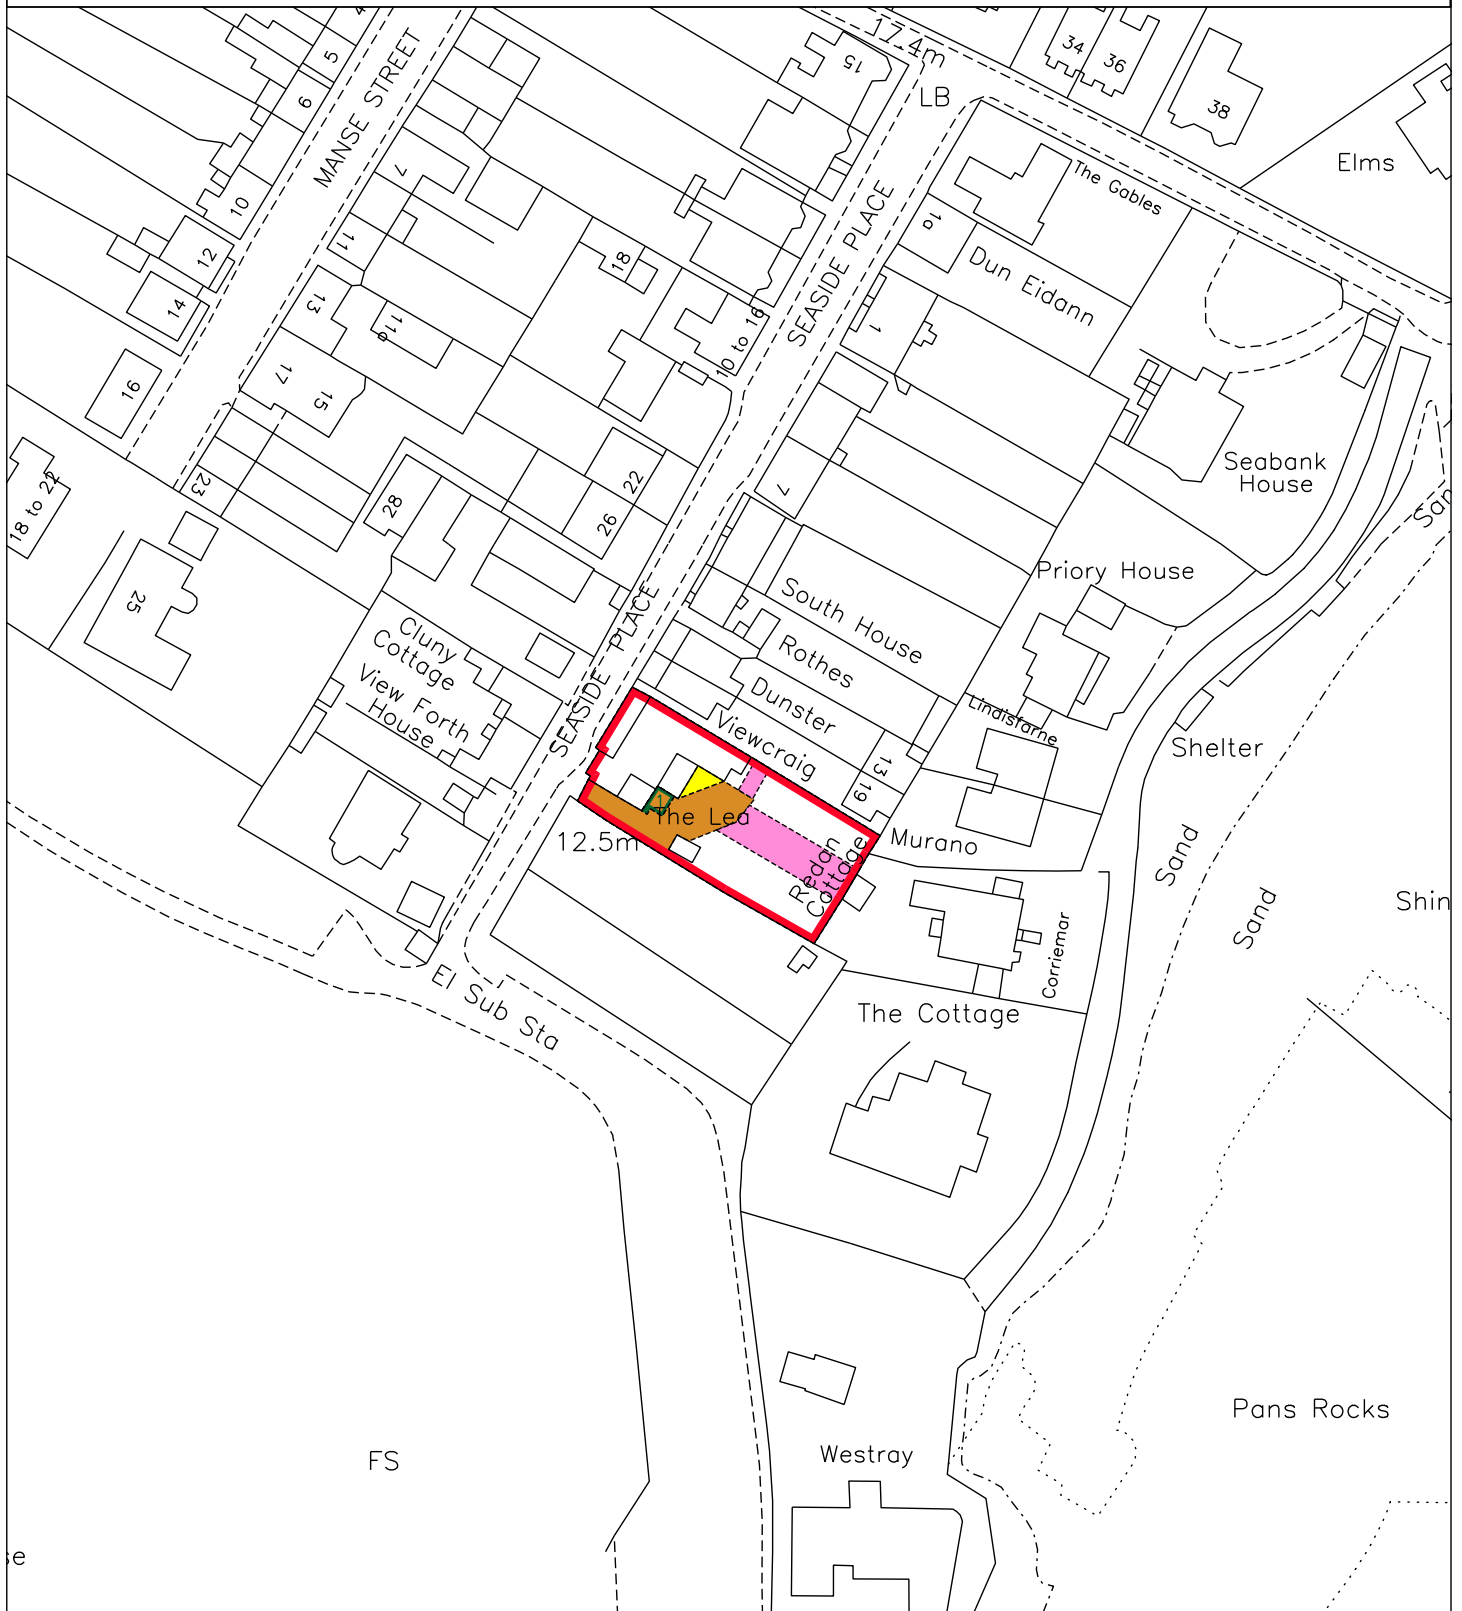 4
5
6
MANSE STREET
17.4m
15
34
36
38
LB
Elms
7
10
The Gables
SEASIDE PLACE
11
12
18
1a
Dun Eidann
14
13
11a
10 to 16
1
16
17
15
Seabank
House
22
7
23
28
26
18 to 22
Priory House
25
South House
SEASIDE PLACE
Cluny
Cottage
Rothes
View Forth
House
Dunster
Lindisfarne
Viewcraig
Shelter
13
19
1
The Lea
12.5m
Redan
Cottage
Murano
Sand
Sand
Shin
Corriemar
El Sub Sta
The Cottage
Pans Rocks
Westray
FS
se